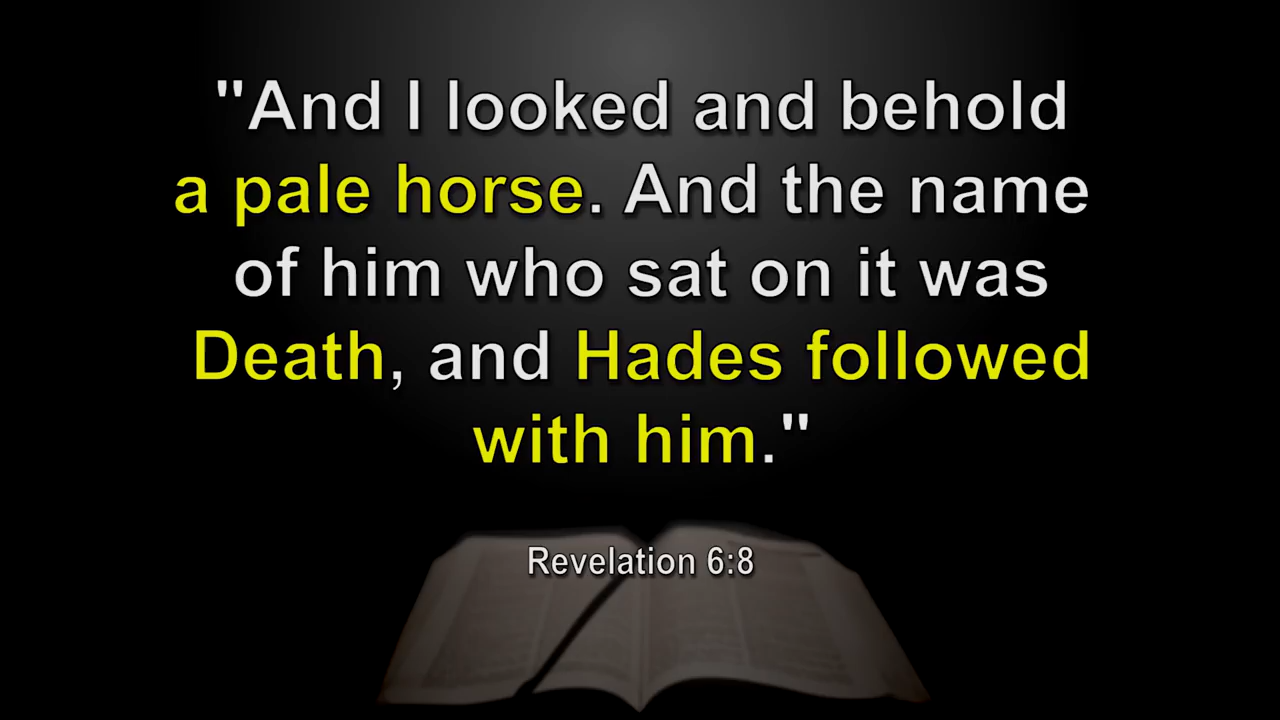 "And I looked and behold
a pale horse. And the name
of him who sat on it was
Death, and Hades followed
with him."
Revelation 6:8